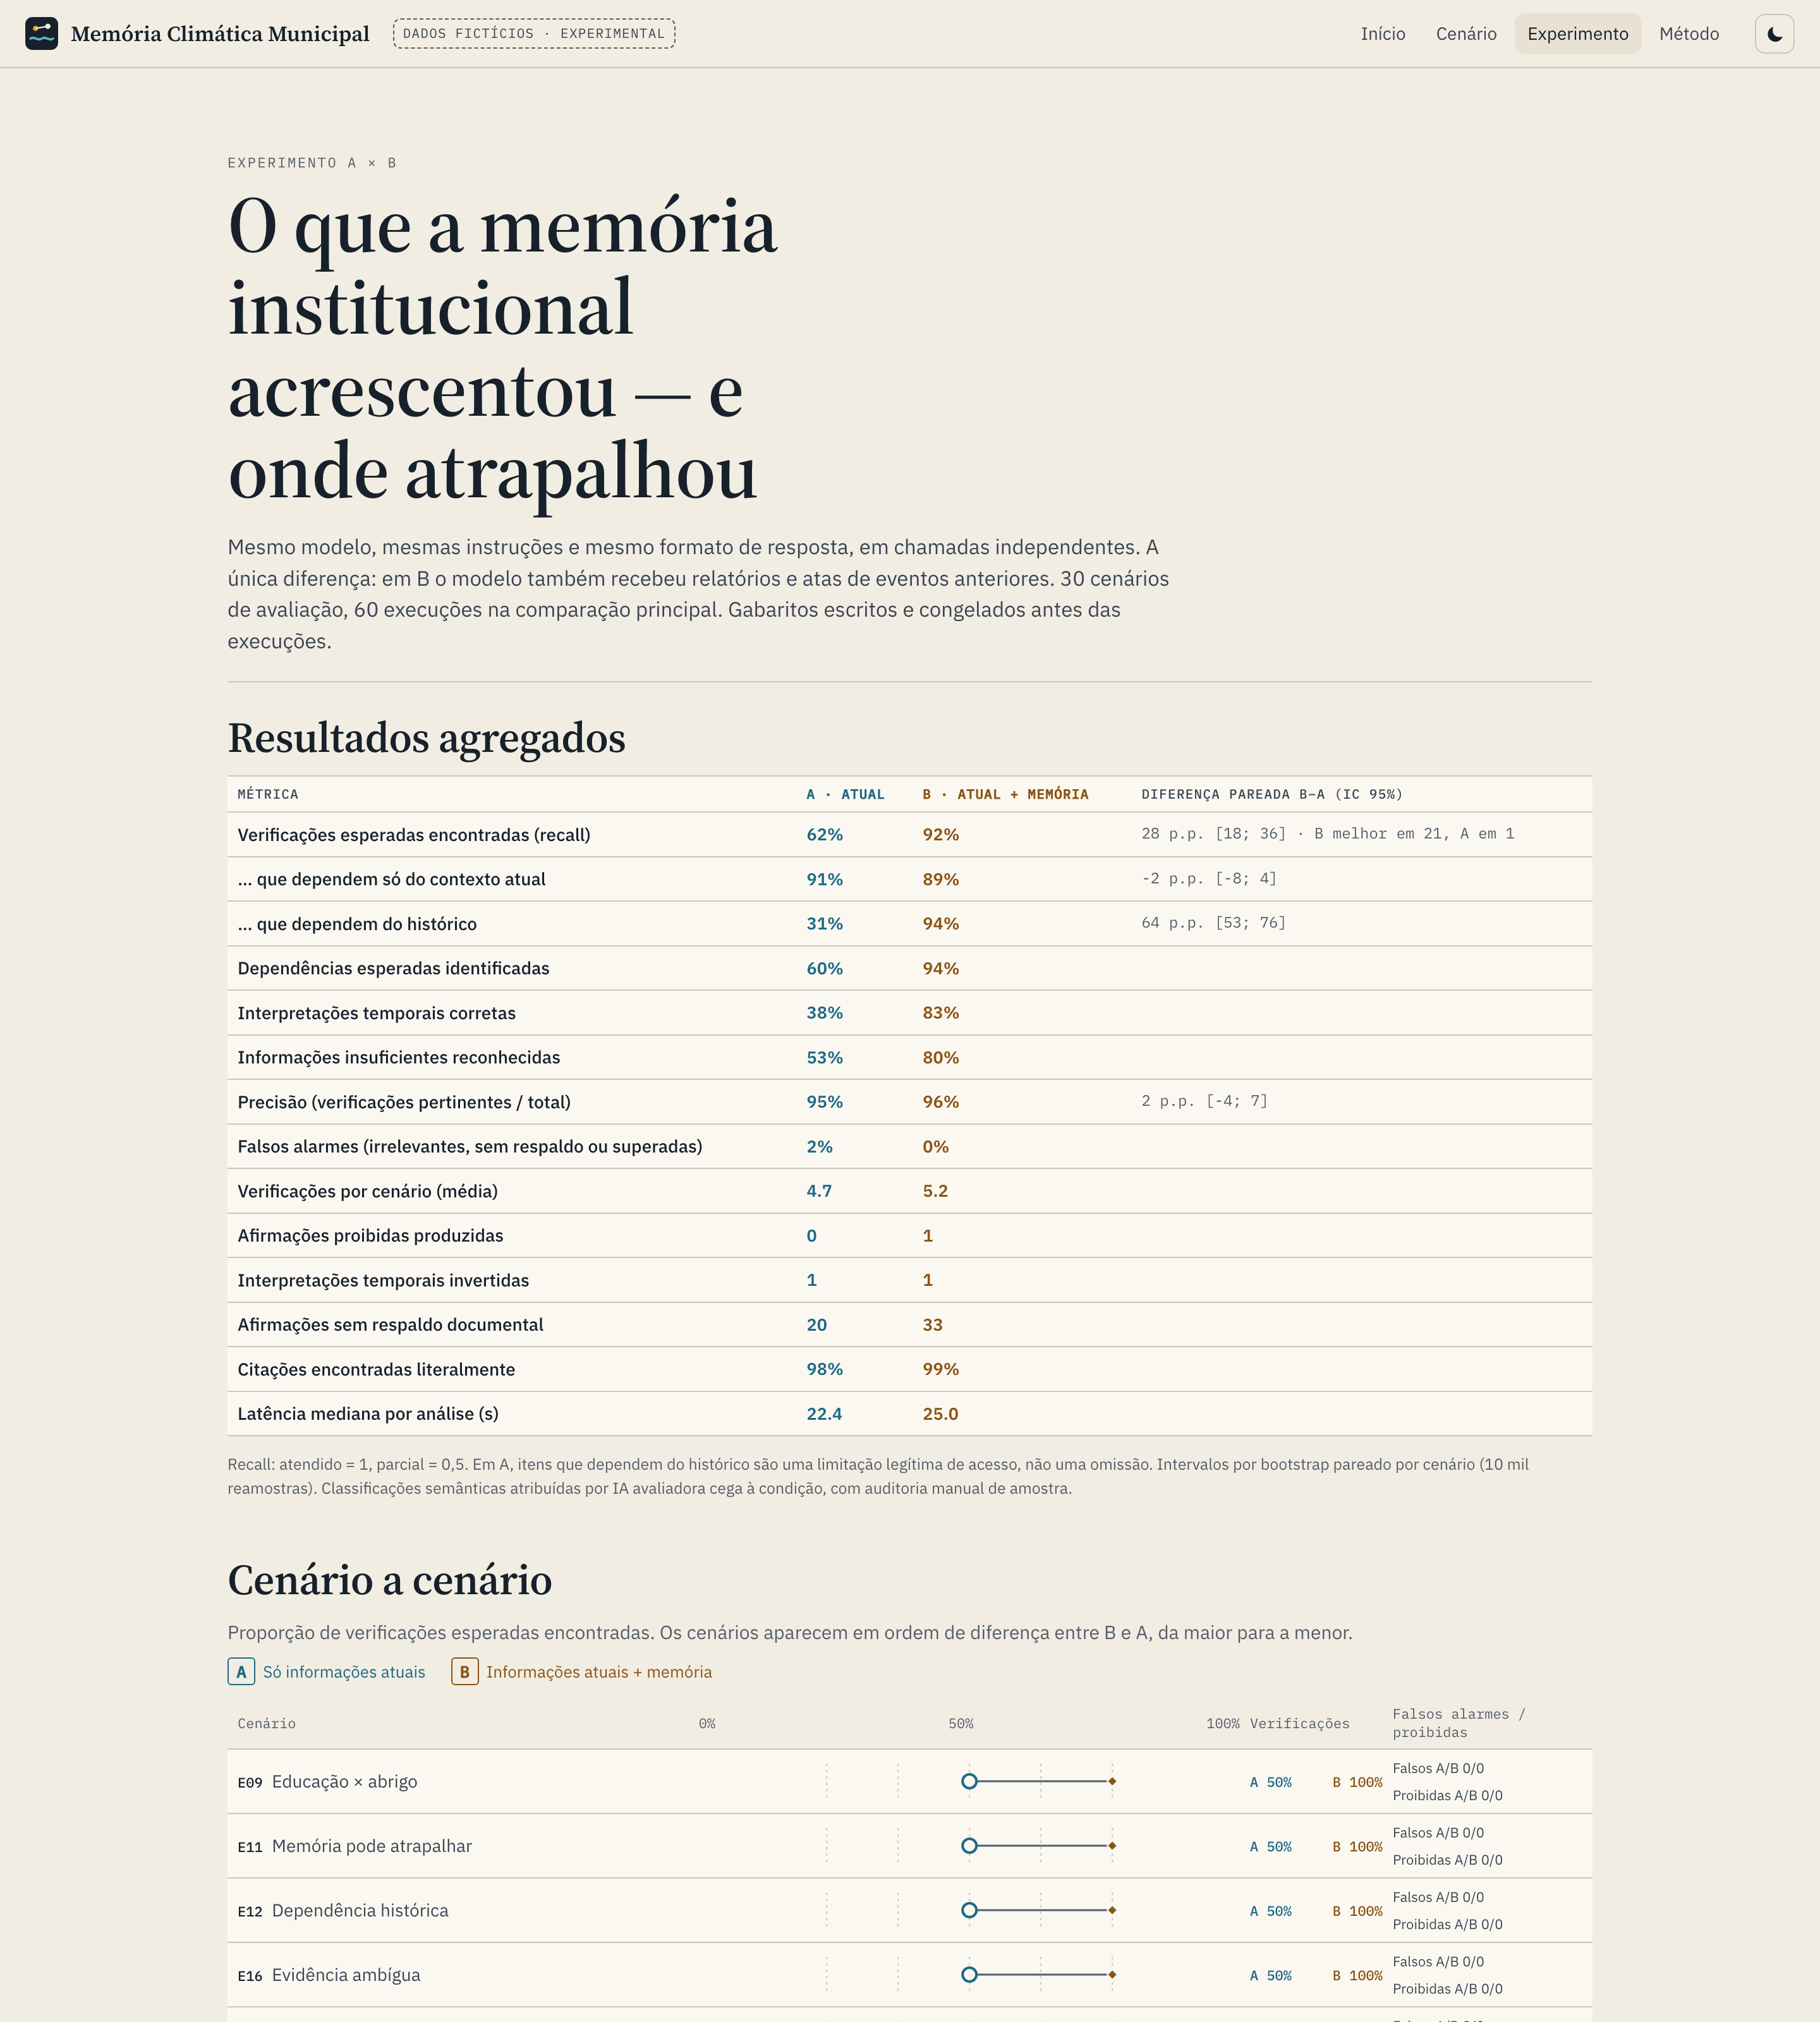 Memória Climática Municipal
DADOS FICTÍCIOS · EXPERIMENTAL
Início
Cenário
Experimento
Método
EXPERIMENTO A × B
O que a memória
institucional
acrescentou — e
onde atrapalhou
Mesmo modelo, mesmas instruções e mesmo formato de resposta, em chamadas independentes. A
única diferença: em B o modelo também recebeu relatórios e atas de eventos anteriores. 30 cenários
de avaliação, 60 execuções na comparação principal. Gabaritos escritos e congelados antes das
execuções.
Resultados agregados
MÉTRICA A · ATUAL B · ATUAL + MEMÓRIA DIFERENÇA PAREADA B–A (IC 95%)
Verificações esperadas encontradas (recall) 62% 92% 28 p.p. [18; 36] · B melhor em 21, A em 1
… que dependem só do contexto atual 91% 89% -2 p.p. [-8; 4]
… que dependem do histórico 31% 94% 64 p.p. [53; 76]
Dependências esperadas identificadas 60% 94%
Interpretações temporais corretas 38% 83%
Informações insuficientes reconhecidas 53% 80%
Precisão (verificações pertinentes / total) 95% 96% 2 p.p. [-4; 7]
Falsos alarmes (irrelevantes, sem respaldo ou superadas) 2% 0%
Verificações por cenário (média) 4.7 5.2
Afirmações proibidas produzidas 0 1
Interpretações temporais invertidas 1 1
Afirmações sem respaldo documental 20 33
Citações encontradas literalmente 98% 99%
Latência mediana por análise (s) 22.4 25.0
Recall: atendido = 1, parcial = 0,5. Em A, itens que dependem do histórico são uma limitação legítima de acesso, não uma omissão. Intervalos por bootstrap pareado por cenário (10 mil
reamostras). Classificações semânticas atribuídas por IA avaliadora cega à condição, com auditoria manual de amostra.
Cenário a cenário
Proporção de verificações esperadas encontradas. Os cenários aparecem em ordem de diferença entre B e A, da maior para a menor.
A Só informações atuais B Informações atuais + memória
Cenário 0% 50% 100% Verificações Falsos alarmes /
proibidas
E09 Educação × abrigo A 50% B 100% Falsos A/B 0/0
Proibidas A/B 0/0
E11 Memória pode atrapalhar A 50% B 100% Falsos A/B 0/0
Proibidas A/B 0/0
E12 Dependência histórica A 50% B 100% Falsos A/B 0/0
Proibidas A/B 0/0
E16 Evidência ambígua A 50% B 100% Falsos A/B 0/0
Proibidas A/B 0/0